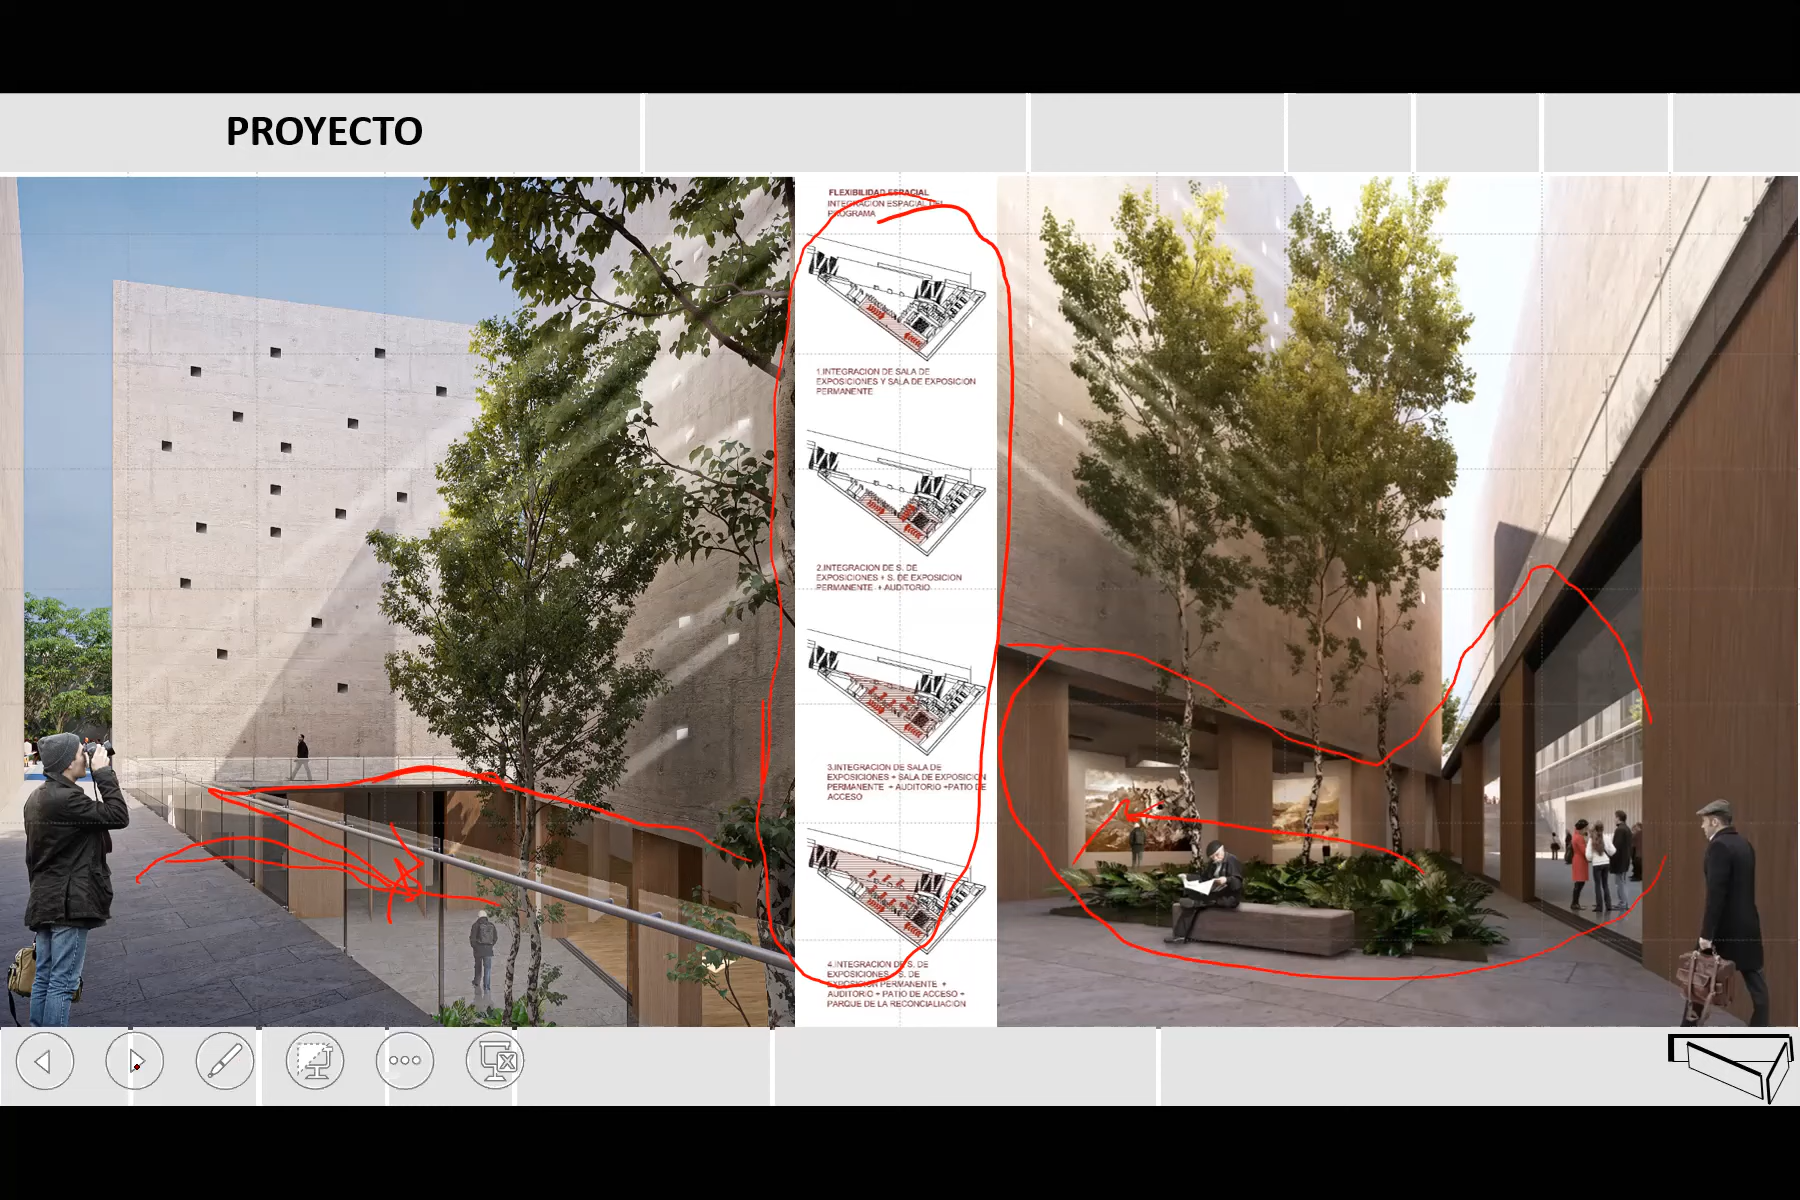 PROYECTO
FLEXIBILIDAD ESPACIAL
INTEGRACION ESPACIAL DEL
PROGRAMA
1.INTEGRACION DE SALA DE
EXPOSICIONES Y SALA DE EXPOSICION
PERMANENTE
2.INTEGRACION DE S. DE
EXPOSICIONES + S. DE EXPOSICION
PERMANENTE + AUDITORIO
3.INTEGRACION DE SALA DE
EXPOSICIONES + SALA DE EXPOSICION
PERMANENTE + AUDITORIO +PATIO DE
ACCESO
4.INTEGRACION DE S. DE
EXPOSICIONES + S. DE
EXPOSICION PERMANENTE +
AUDITORIO + PATIO DE ACCESO +
PARQUE DE LA RECONCIALIACION